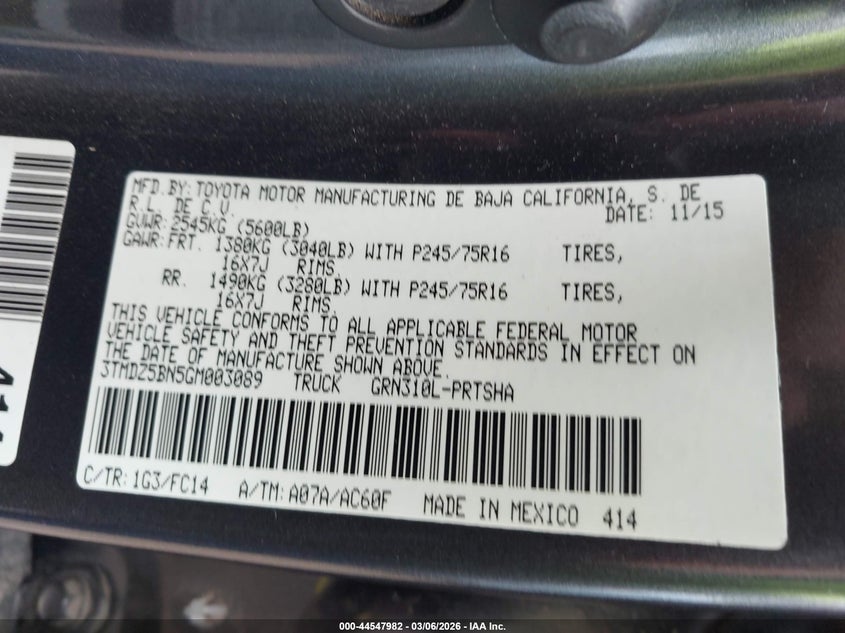 MFD. BY: TOYOTA MOTOR MANUFACTURING DE BAJA CALIFORNIA, S. DE
R.L. DE C.V. DATE: 11/15
GVWR: 2545KG (5600LB)
GAWR: FRT. 1380KG (3040LB) WITH P245/75R16 TIRES,
16X7J RIMS.
RR. 1490KG (3280LB) WITH P245/75R16 TIRES,
16X7J RIMS.
THIS VEHICLE CONFORMS TO ALL APPLICABLE FEDERAL MOTOR
VEHICLE SAFETY AND THEFT PREVENTION STANDARDS IN EFFECT ON
THE DATE OF MANUFACTURE SHOWN ABOVE.
3TMDZ5BN5GM003089 TRUCK GRN310L-PRTSHA
C/TR: 1G3/FC14 A/TM: A07A/AC60F MADE IN MEXICO 414
000-44547982 - 03/06/2026 - IAA Inc.